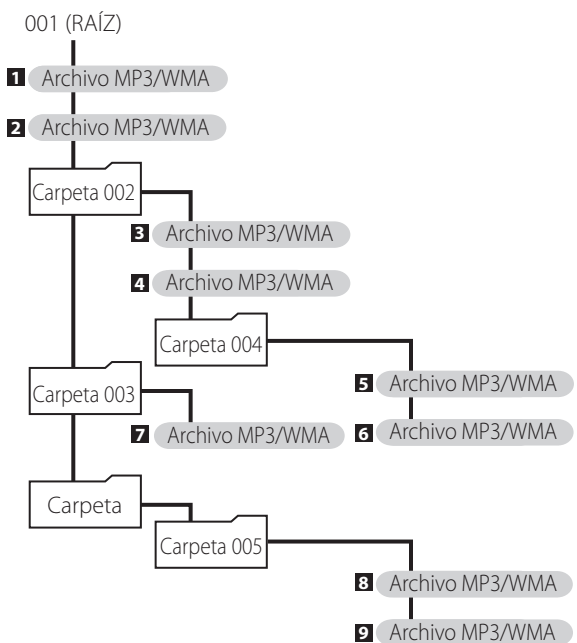 001 (RAÍZ)
1 Archivo MP3/WMA
2 Archivo MP3/WMA
Carpeta 002
3 Archivo MP3/WMA
4 Archivo MP3/WMA
Carpeta 004
5 Archivo MP3/WMA
6 Archivo MP3/WMA
Carpeta 003
7 Archivo MP3/WMA
Carpeta
Carpeta 005
8 Archivo MP3/WMA
9 Archivo MP3/WMA